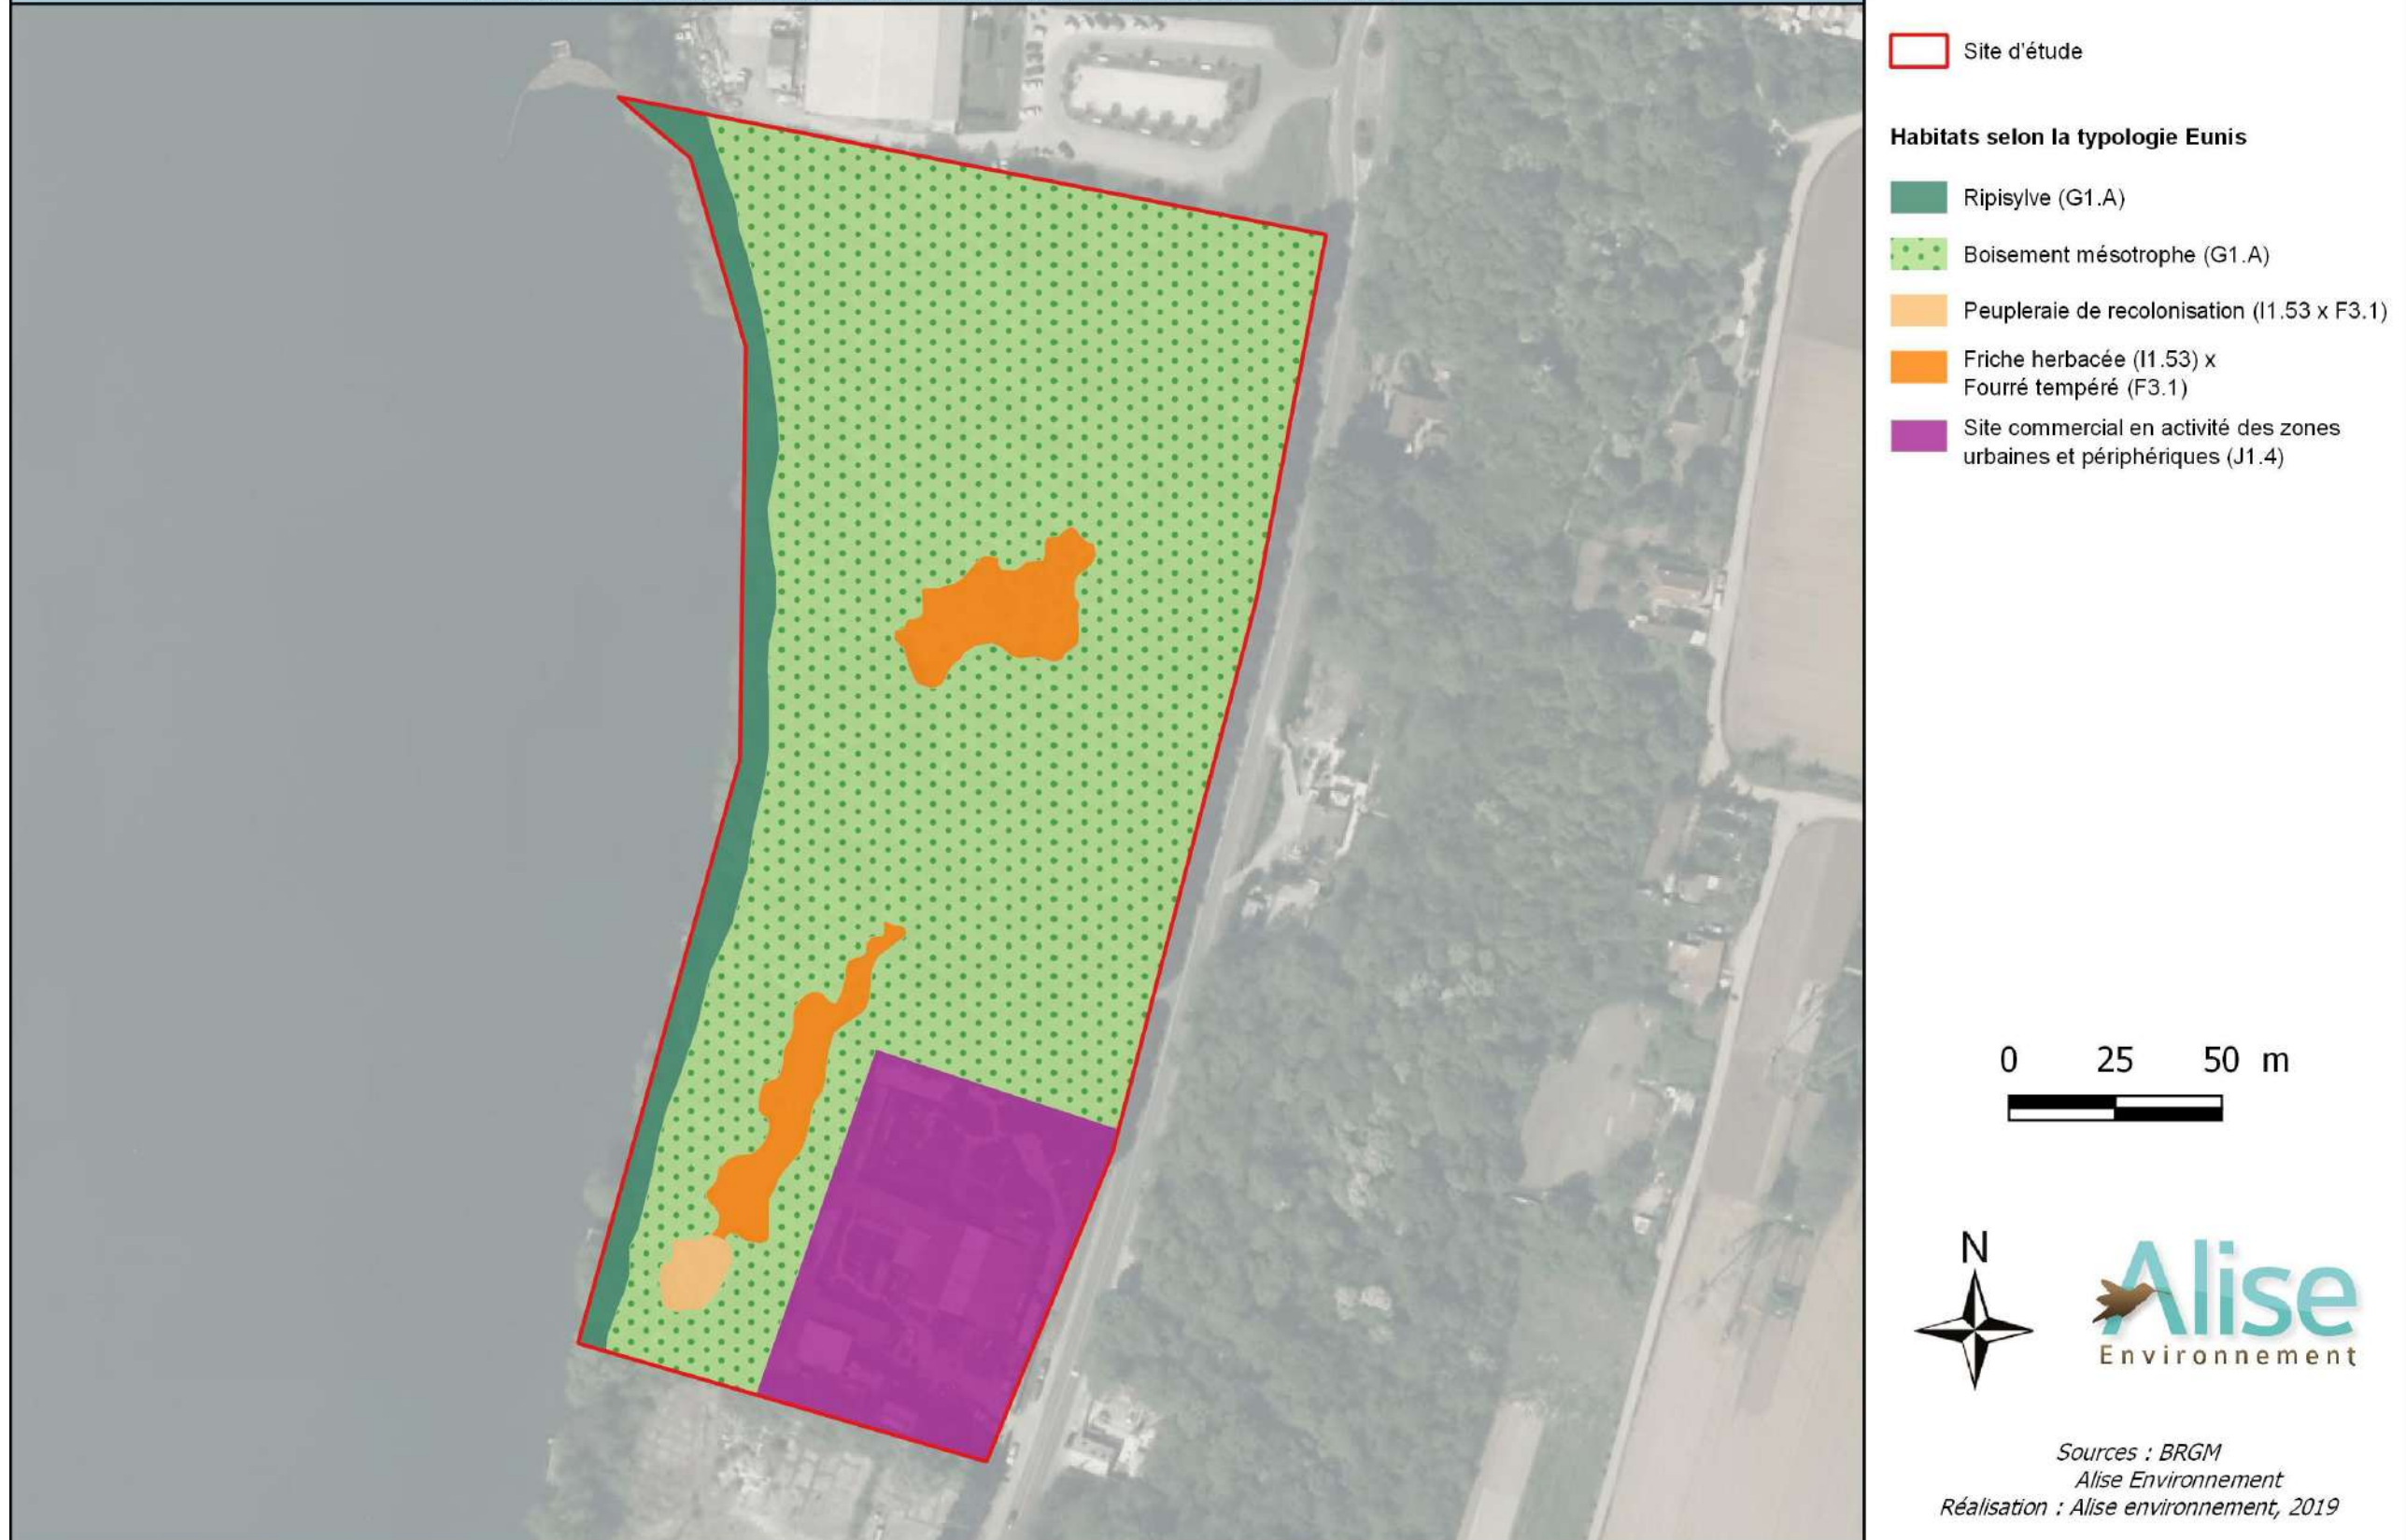 Site d'étude
Habitats selon la typologie Eunis
Ripisylve (G1.A)
Boisement mésotrophe (G1.A)
Peupleraie de recolonisation (I1.53 x F3.1)
Friche herbacée (I1.53) x
Fourré tempéré (F3.1)
Site commercial en activité des zones
urbaines et périphériques (J1.4)
0 25 50 m
N
Alise
Environnement
Sources : BRGM
Alise Environnement
Réalisation : Alise environnement, 2019